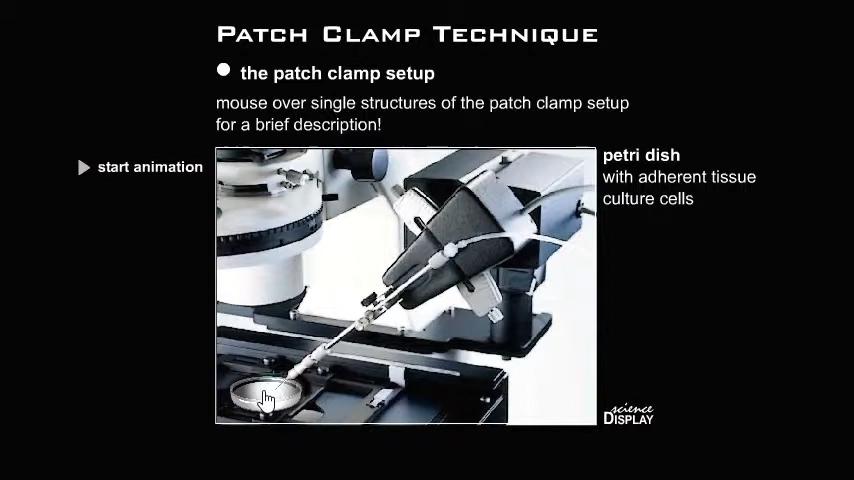 PATCH CLAMP TECHNIQUE
the patch clamp setup
mouse over single structures of the patch clamp setup
for a brief description!
start animation
petri dish
with adherent tissue
culture cells
science
DISPLAY